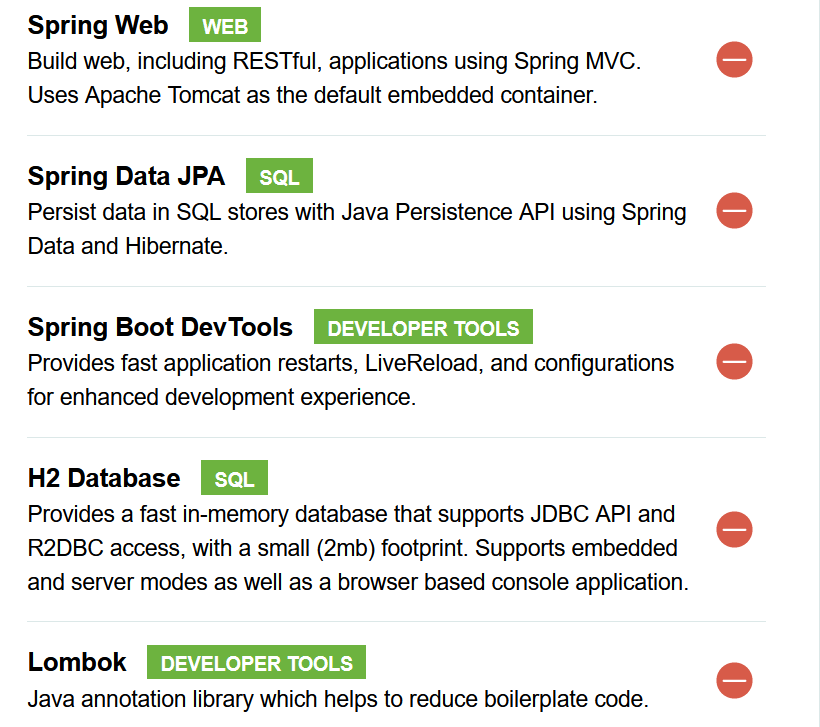 Spring Web WEB
Build web, including RESTful, applications using Spring MVC.
Uses Apache Tomcat as the default embedded container.
Spring Data JPA SQL
Persist data in SQL stores with Java Persistence API using Spring
Data and Hibernate.
Spring Boot DevTools DEVELOPER TOOLS
Provides fast application restarts, LiveReload, and configurations
for enhanced development experience.
H2 Database SQL
Provides a fast in-memory database that supports JDBC API and
R2DBC access, with a small (2mb) footprint. Supports embedded
and server modes as well as a browser based console application.
Lombok DEVELOPER TOOLS
Java annotation library which helps to reduce boilerplate code.